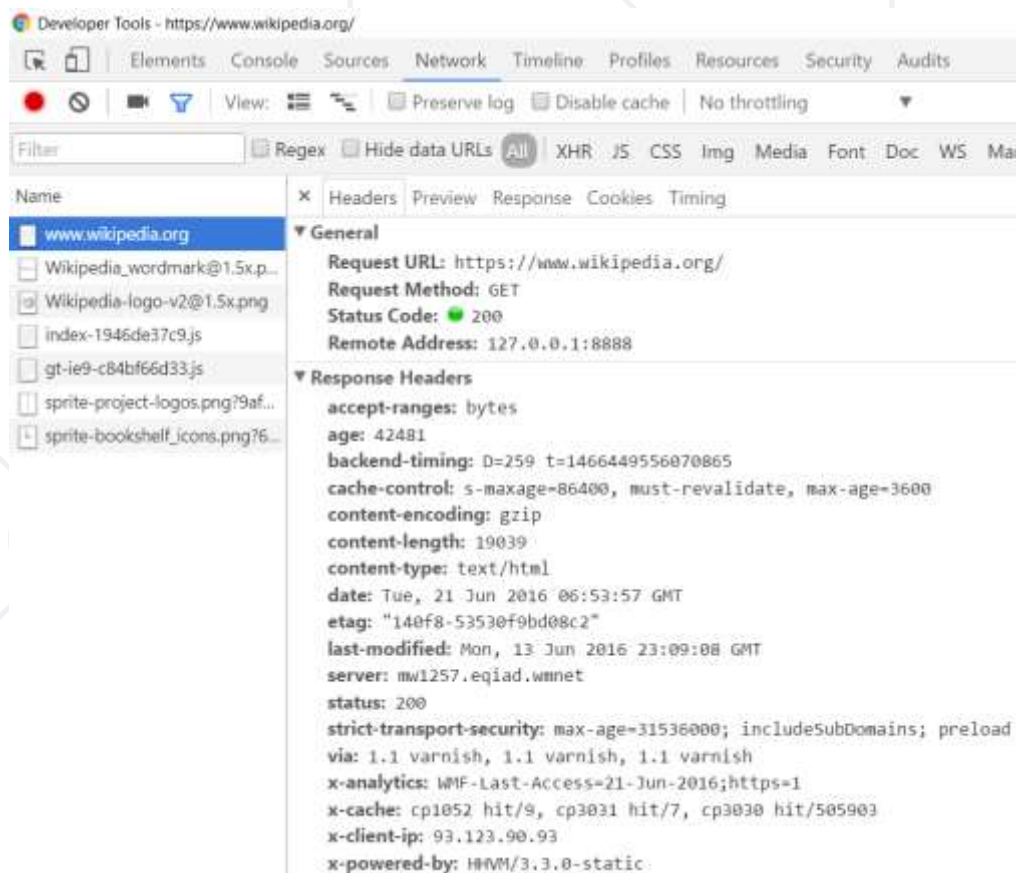 Developer Tools - https://www.wikipedia.org/
Elements Console Sources Network Timeline Profiles Resources Security Audits
View: Preserve log Disable cache No throttling
Filter Regex Hide data URLs All XHR JS CSS Img Media Font Doc WS Ma
Name × Headers Preview Response Cookies Timing
www.wikipedia.org
Wikipedia_wordmark@1.5x.p...
Wikipedia-logo-v2@1.5x.png
index-1946de37c9.js
gt-ie9-c84bf66d33.js
sprite-project-logos.png?9af...
sprite-bookshelf_icons.png?6...
General
Request URL: https://www.wikipedia.org/
Request Method: GET
Status Code: 200
Remote Address: 127.0.0.1:8888
Response Headers
accept-ranges: bytes
age: 42481
backend-timing: D=259 t=1466449556070865
cache-control: s-maxage=86400, must-revalidate, max-age=3600
content-encoding: gzip
content-length: 19039
content-type: text/html
date: Tue, 21 Jun 2016 06:53:57 GMT
etag: "140f8-53530f9bd08c2"
last-modified: Mon, 13 Jun 2016 23:09:08 GMT
server: mw1257.eqiad.wmnet
status: 200
strict-transport-security: max-age=31536000; includeSubDomains; preload
via: 1.1 varnish, 1.1 varnish, 1.1 varnish
x-analytics: WMF-Last-Access=21-Jun-2016;https=1
x-cache: cp1052 hit/9, cp3031 hit/7, cp3030 hit/505903
x-client-ip: 93.123.90.93
x-powered-by: HHVM/3.3.0-static